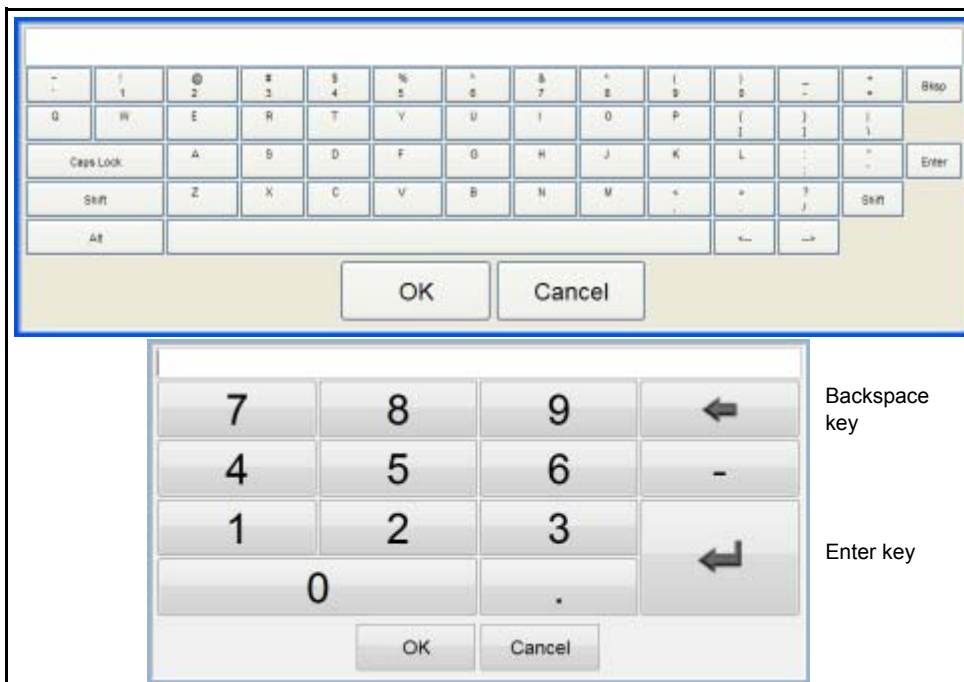 ~ ! @ # $ % ^ & * ( ) _ +
1 2 3 4 5 6 7 8 9 0 - = Bksp
Q W E R T Y U I O P { } |
[ ] \
Caps Lock A S D F G H J K L : " Enter
;
Shift Z X C V B N M < > ? Shift
, . /
Alt <-- -->
OK Cancel
7 8 9 Backspace
key
4 5 6 -
1 2 3
Enter key
0 .
OK Cancel